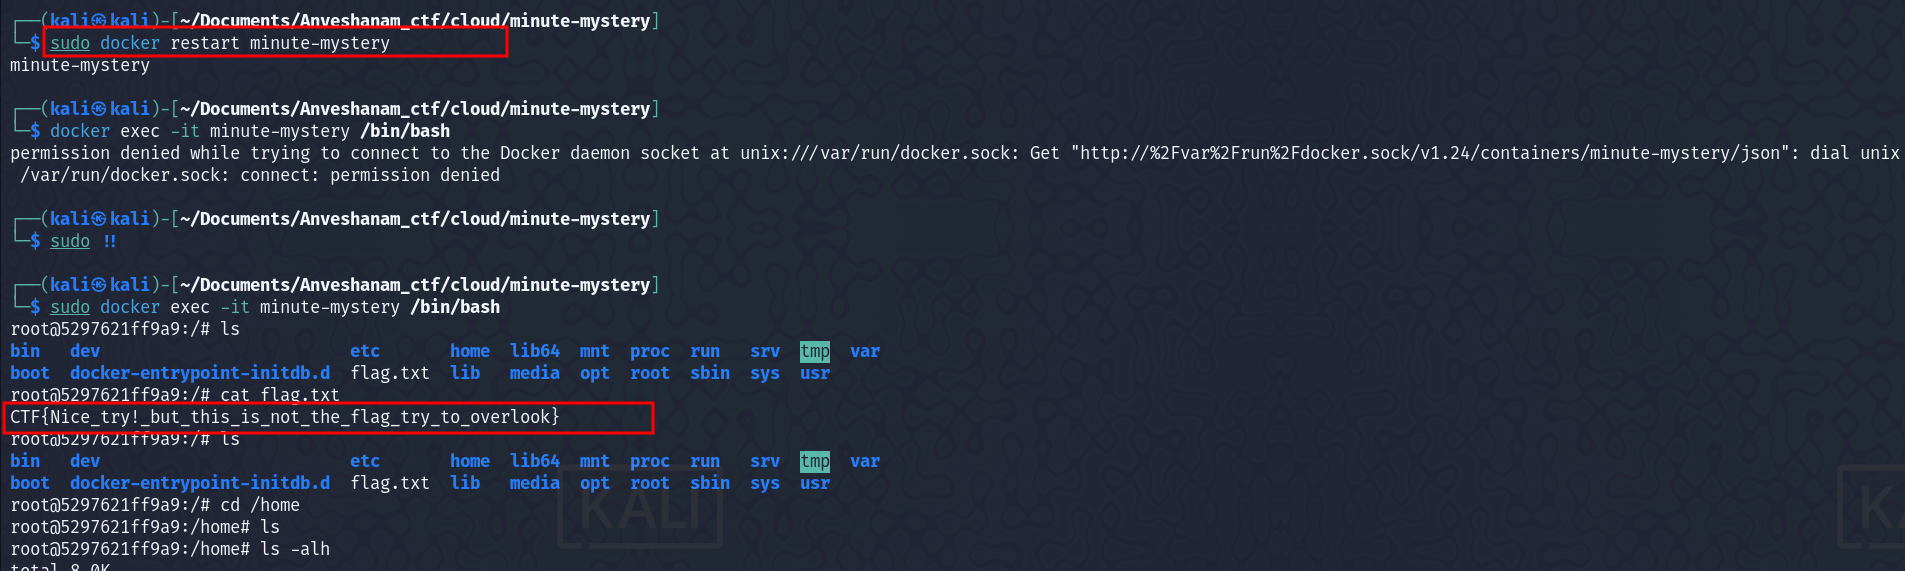 ┌──(kali㉿kali)-[~/Documents/Anveshanam_ctf/cloud/minute-mystery]
└─$ sudo docker restart minute-mystery
minute-mystery
┌──(kali㉿kali)-[~/Documents/Anveshanam_ctf/cloud/minute-mystery]
└─$ docker exec -it minute-mystery /bin/bash
permission denied while trying to connect to the Docker daemon socket at unix:///var/run/docker.sock: Get "http://%2Fvar%2Frun%2Fdocker.sock/v1.24/containers/minute-mystery/json": dial unix
/var/run/docker.sock: connect: permission denied
┌──(kali㉿kali)-[~/Documents/Anveshanam_ctf/cloud/minute-mystery]
└─$ sudo !!
┌──(kali㉿kali)-[~/Documents/Anveshanam_ctf/cloud/minute-mystery]
└─$ sudo docker exec -it minute-mystery /bin/bash
root@5297621ff9a9:/# ls
bin dev etc home lib64 mnt proc run srv tmp var
boot docker-entrypoint-initdb.d flag.txt lib media opt root sbin sys usr
root@5297621ff9a9:/# cat flag.txt
CTF{Nice_try!_but_this_is_not_the_flag_try_to_overlook}
root@5297621ff9a9:/# ls
bin dev etc home lib64 mnt proc run srv tmp var
boot docker-entrypoint-initdb.d flag.txt lib media opt root sbin sys usr
root@5297621ff9a9:/# cd /home
root@5297621ff9a9:/home# ls
root@5297621ff9a9:/home# ls -alh
total 8.0K
KALI